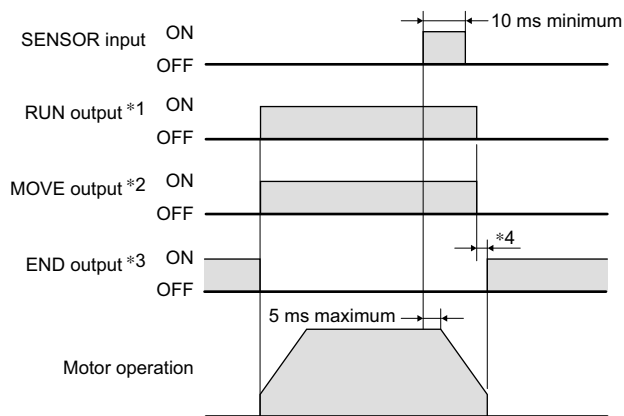 10 ms minimum
SENSOR input ON
OFF
RUN output *1 ON
OFF
MOVE output *2 ON
OFF
*4
END output *3 ON
OFF
5 ms maximum
Motor operation